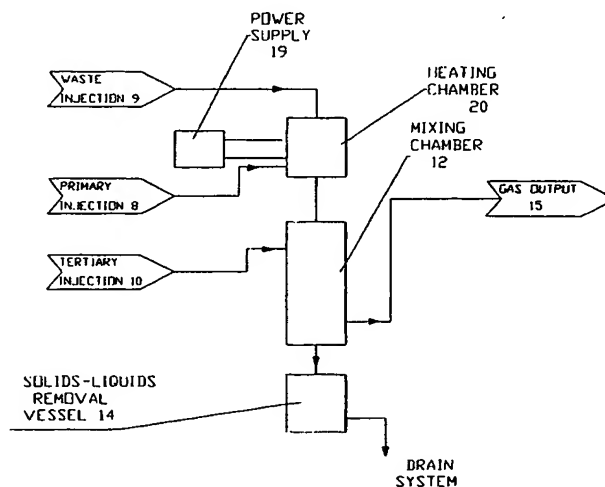 POWER
SUPPLY
19
WASTE
INJECTION 9
HEATING
CHAMBER
20
MIXING
CHAMBER
12
PRIMARY
INJECTION 8
GAS OUTPUT
15
TERTIARY
INJECTION 10
SOLIDS-LIQUIDS
REMOVAL
VESSEL 14
DRAIN
SYSTEM